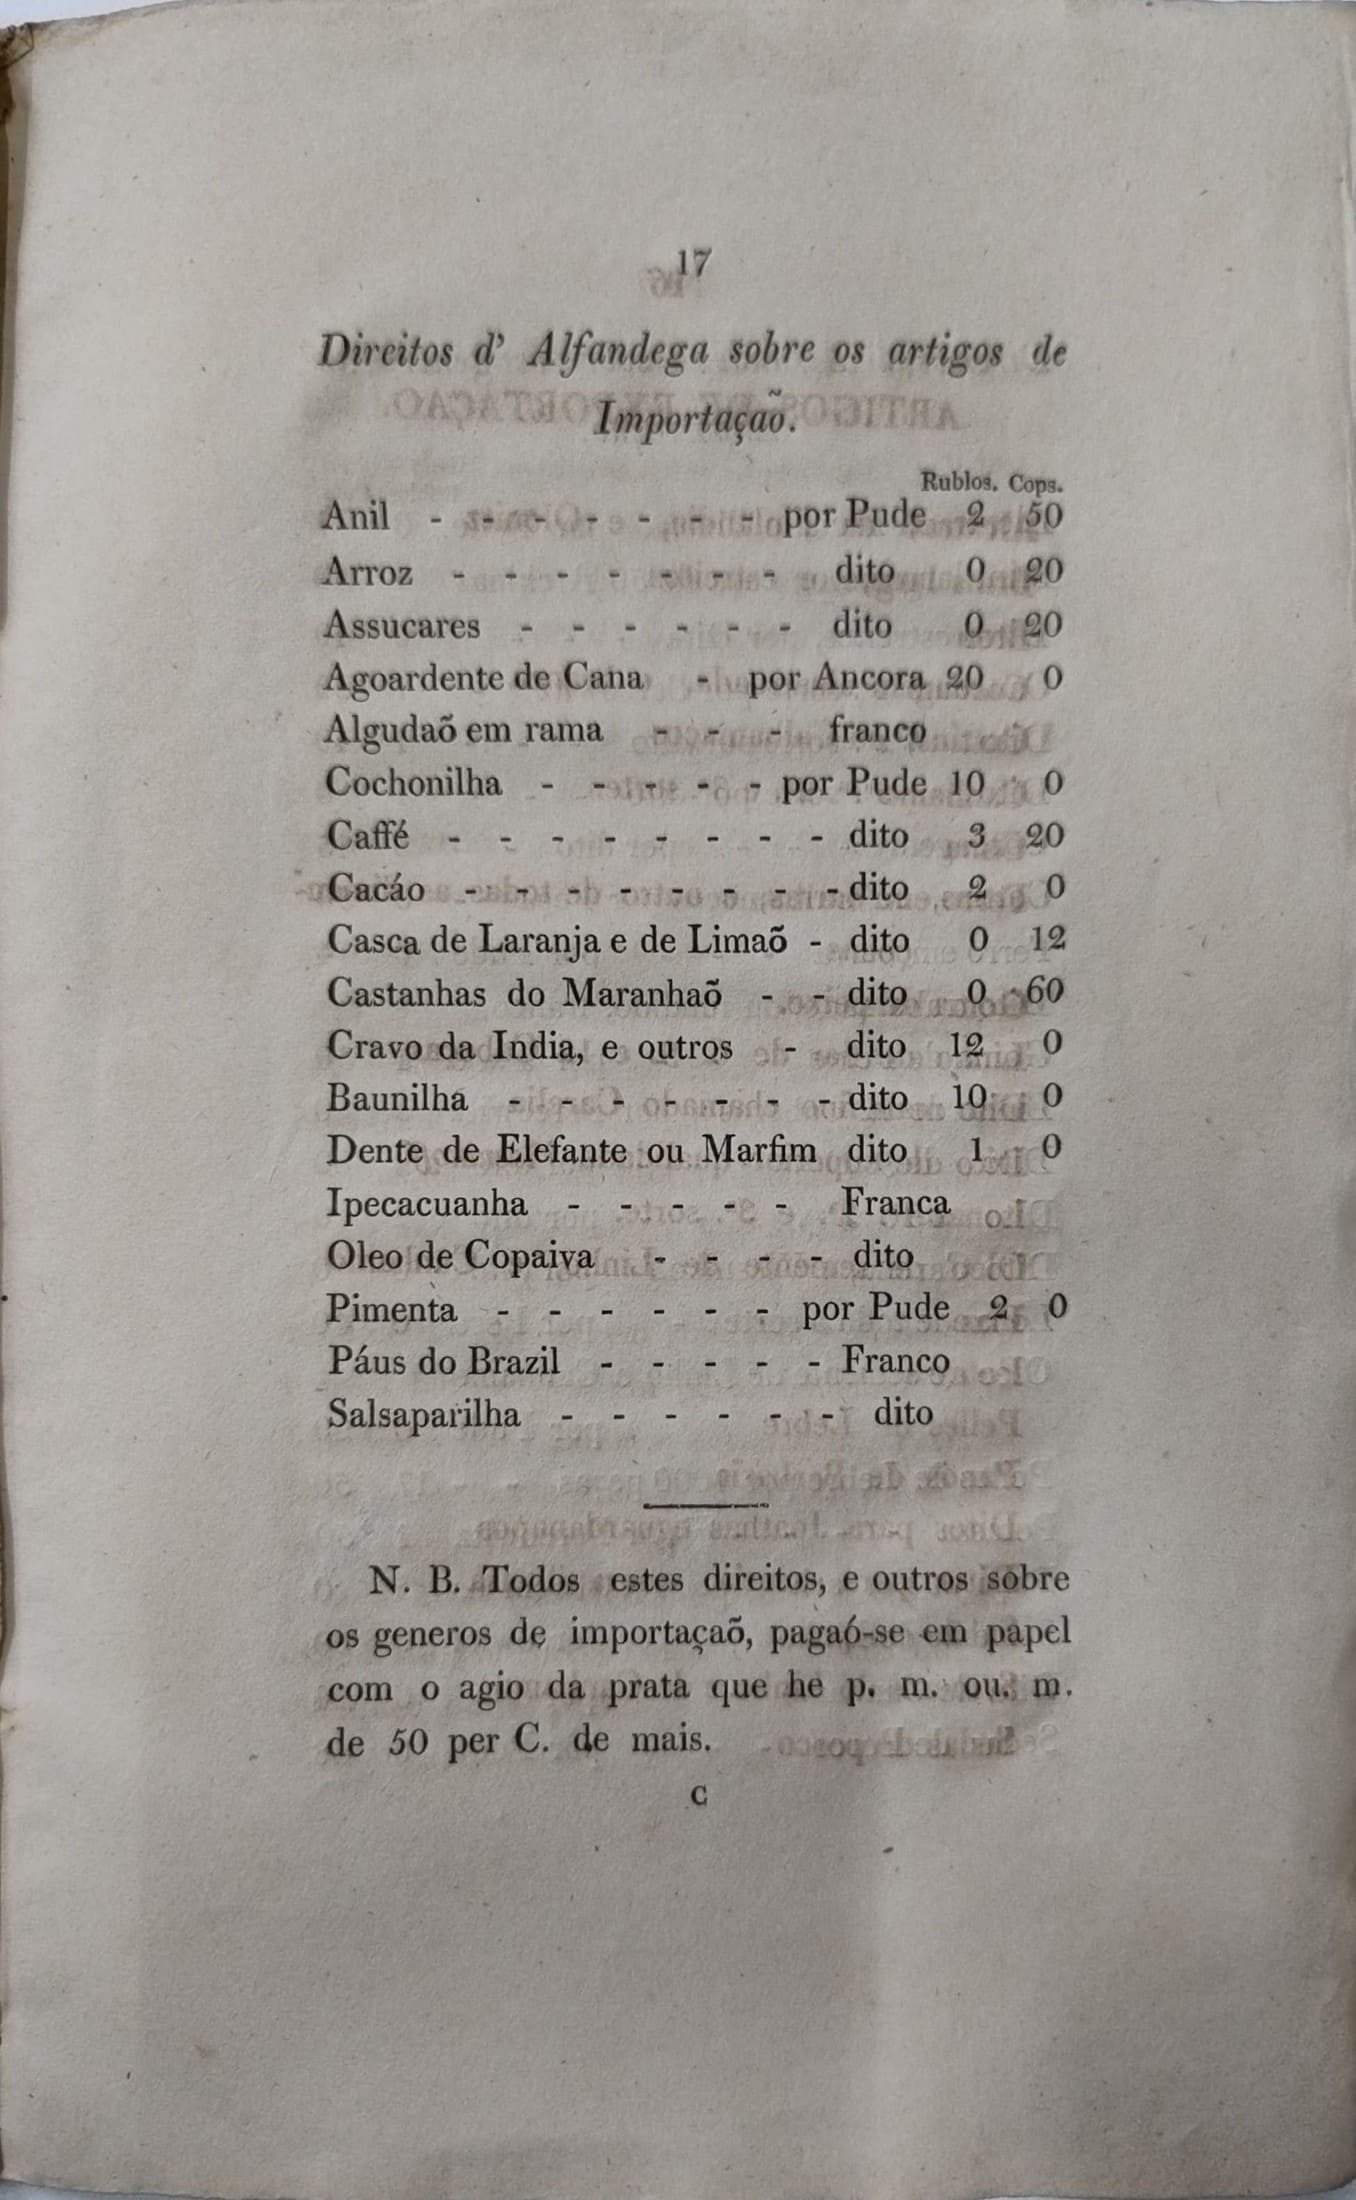 17
Direitos d' Alfandega sobre os artigos de
Importaçaõ.
Rublos. Cops.
Anil - - - - - - - por Pude 2 50
Arroz - - - - - - - dito 0 20
Assucares - - - - - - dito 0 20
Agoardente de Cana - por Ancora 20 0
Algudaõ em rama - - - franco
Cochonilha - - - - - por Pude 10 0
Caffé - - - - - - - - dito 3 20
Cacáo - - - - - - - - dito 2 0
Casca de Laranja e de Limaõ - dito 0 12
Castanhas do Maranhaõ - - dito 0 60
Cravo da India, e outros - dito 12 0
Baunilha - - - - - - - dito 10 0
Dente de Elefante ou Marfim dito 1 0
Ipecacuanha - - - - - Franca
Oleo de Copaiva - - - - dito
Pimenta - - - - - - por Pude 2 0
Páus do Brazil - - - - - Franco
Salsaparilha - - - - - - dito
N. B. Todos estes direitos, e outros sobre
os generos de importaçaõ, pagaó-se em papel
com o agio da prata que he p. m. ou. m.
de 50 per C. de mais.
C